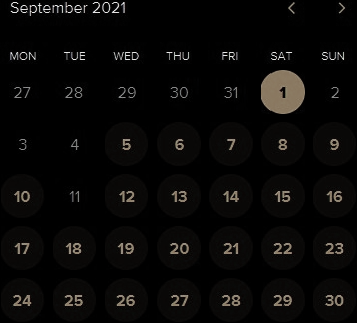 September 2021
MON TUE WED THU FRI SAT SUN
27 28 29 30 31 1 2
3 4 5 6 7 8 9
10 11 12 13 14 15 16
17 18 19 20 21 22 23
24 25 26 27 28 29 30